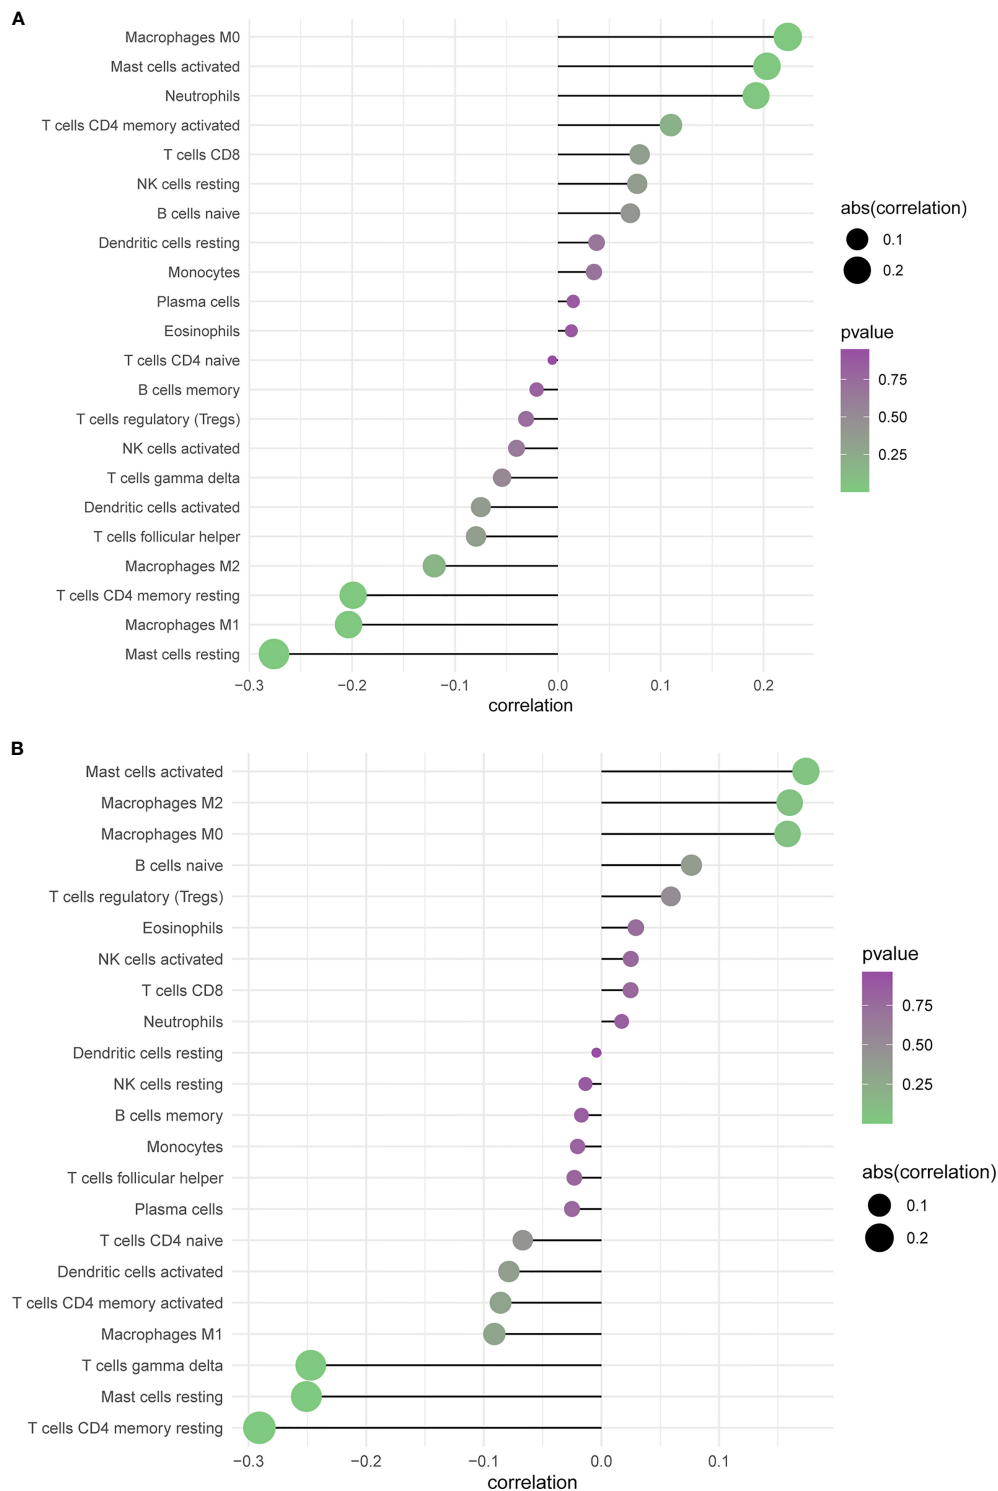 A
Macrophages M0
Mast cells activated
Neutrophils
T cells CD4 memory activated
T cells CD8
NK cells resting
B cells naive
Dendritic cells resting
Monocytes
Plasma cells
Eosinophils
T cells CD4 naive
B cells memory
T cells regulatory (Tregs)
NK cells activated
T cells gamma delta
Dendritic cells activated
T cells follicular helper
Macrophages M2
T cells CD4 memory resting
Macrophages M1
Mast cells resting
−0.3 −0.2 −0.1 0.0 0.1 0.2
correlation
abs(correlation)
0.1
0.2
pvalue
0.75
0.50
0.25
B
Mast cells activated
Macrophages M2
Macrophages M0
B cells naive
T cells regulatory (Tregs)
Eosinophils
NK cells activated
T cells CD8
Neutrophils
Dendritic cells resting
NK cells resting
B cells memory
Monocytes
T cells follicular helper
Plasma cells
T cells CD4 naive
Dendritic cells activated
T cells CD4 memory activated
Macrophages M1
T cells gamma delta
Mast cells resting
T cells CD4 memory resting
−0.3 −0.2 −0.1 0.0 0.1
correlation
pvalue
0.75
0.50
0.25
abs(correlation)
0.1
0.2